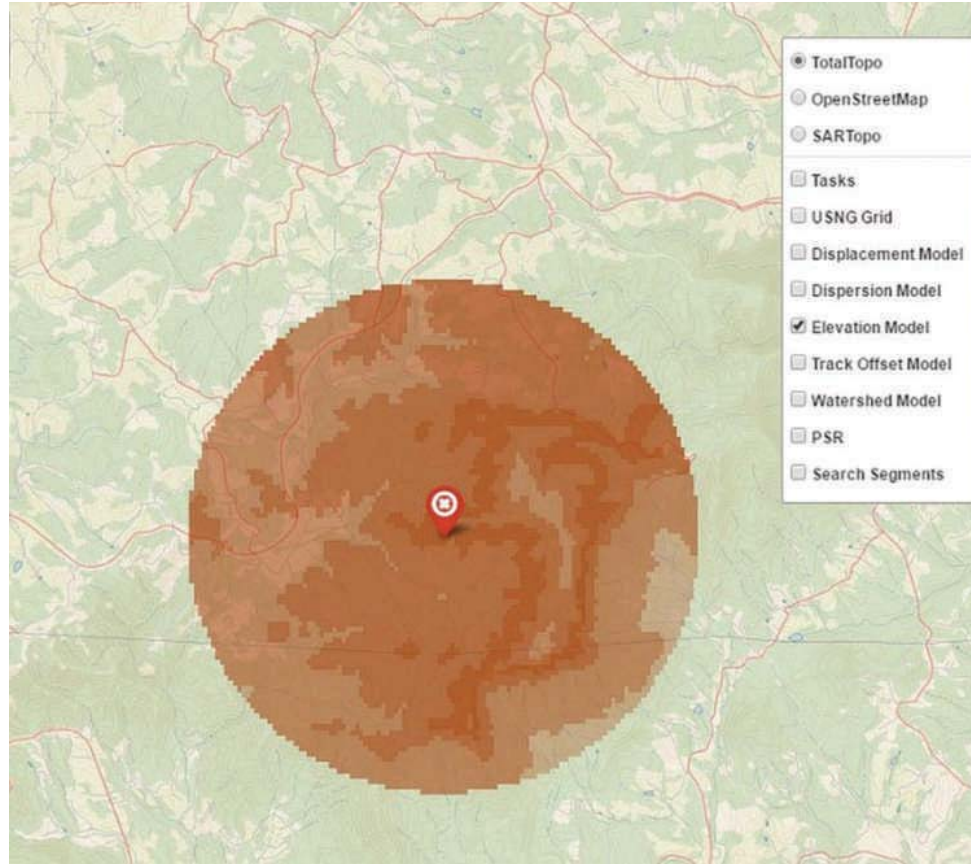 TotalTopo
OpenStreetMap
SARTopo
Tasks
USNG Grid
Displacement Model
Dispersion Model
Elevation Model
Track Offset Model
Watershed Model
PSR
Search Segments